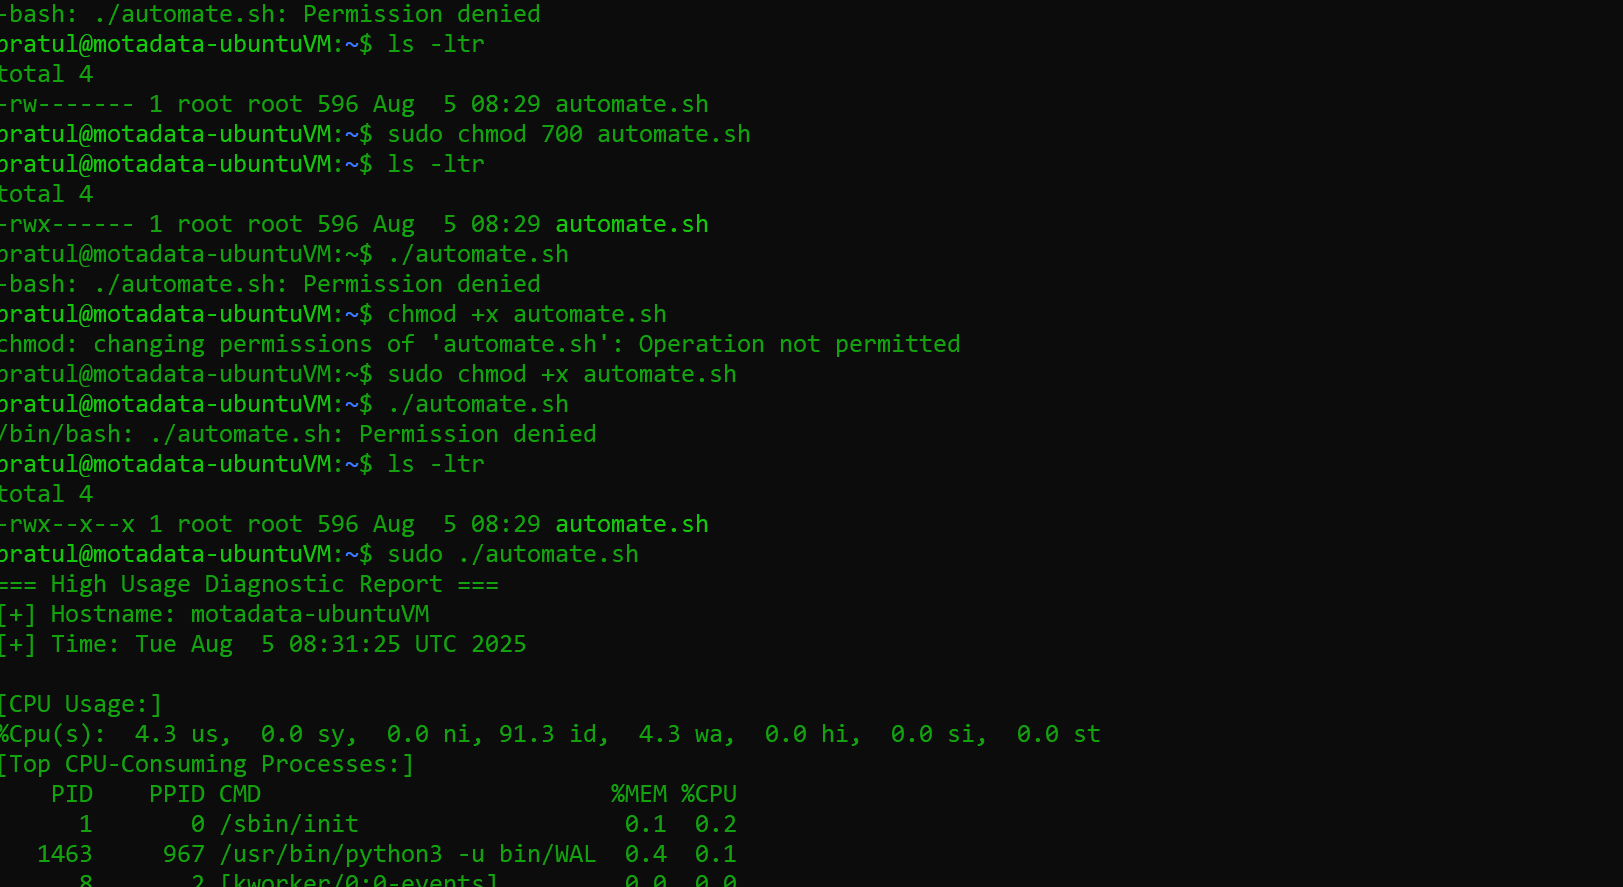 -bash: ./automate.sh: Permission denied
pratul@motadata-ubuntuVM:~$ ls -ltr
total 4
-rw------- 1 root root 596 Aug  5 08:29 automate.sh
pratul@motadata-ubuntuVM:~$ sudo chmod 700 automate.sh
pratul@motadata-ubuntuVM:~$ ls -ltr
total 4
-rwx------ 1 root root 596 Aug  5 08:29 automate.sh
pratul@motadata-ubuntuVM:~$ ./automate.sh
-bash: ./automate.sh: Permission denied
pratul@motadata-ubuntuVM:~$ chmod +x automate.sh
chmod: changing permissions of 'automate.sh': Operation not permitted
pratul@motadata-ubuntuVM:~$ sudo chmod +x automate.sh
pratul@motadata-ubuntuVM:~$ ./automate.sh
/bin/bash: ./automate.sh: Permission denied
pratul@motadata-ubuntuVM:~$ ls -ltr
total 4
-rwx--x--x 1 root root 596 Aug  5 08:29 automate.sh
pratul@motadata-ubuntuVM:~$ sudo ./automate.sh
=== High Usage Diagnostic Report ===
[+] Hostname: motadata-ubuntuVM
[+] Time: Tue Aug  5 08:31:25 UTC 2025
[CPU Usage:]
%Cpu(s):  4.3 us,  0.0 sy,  0.0 ni, 91.3 id,  4.3 wa,  0.0 hi,  0.0 si,  0.0 st
[Top CPU-Consuming Processes:]
    PID    PPID CMD                         %MEM %CPU
      1       0 /sbin/init                   0.1  0.2
   1463     967 /usr/bin/python3 -u bin/WAL  0.4  0.1
      8       2 [kworker/0:0-events]         0.0  0.0